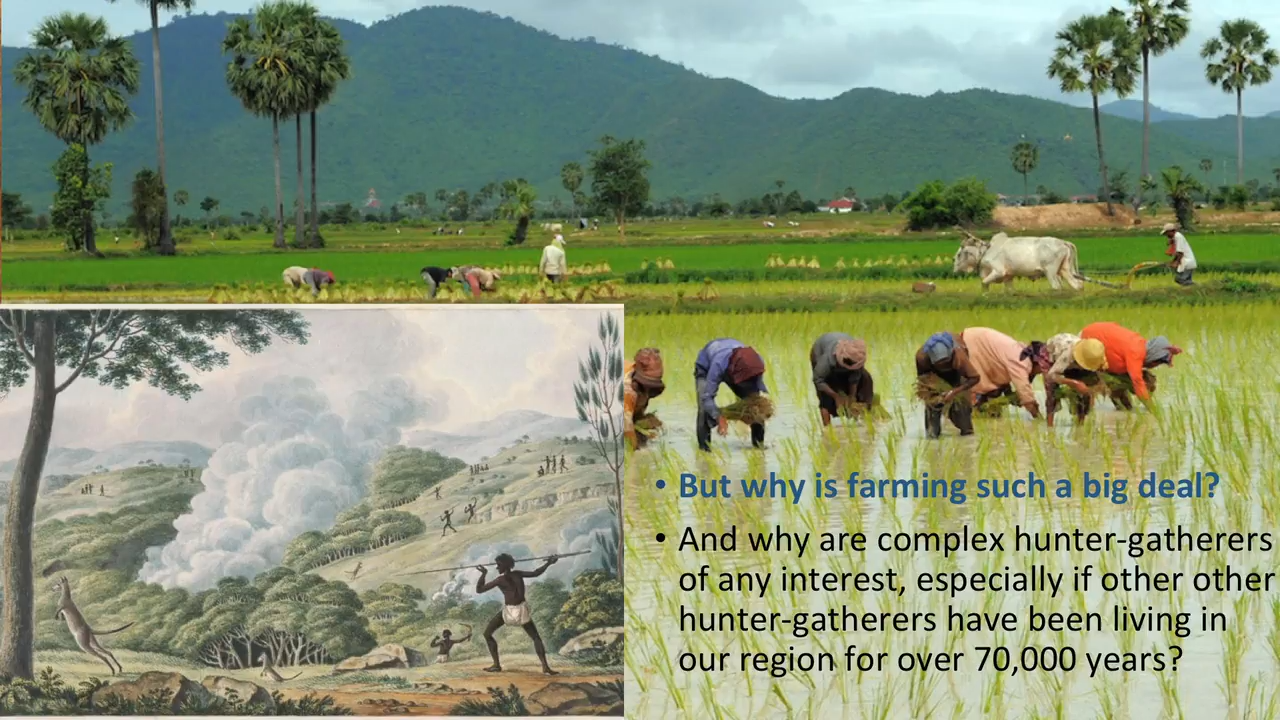 • But why is farming such a big deal?
• And why are complex hunter-gatherers
of any interest, especially if other other
hunter-gatherers have been living in
our region for over 70,000 years?